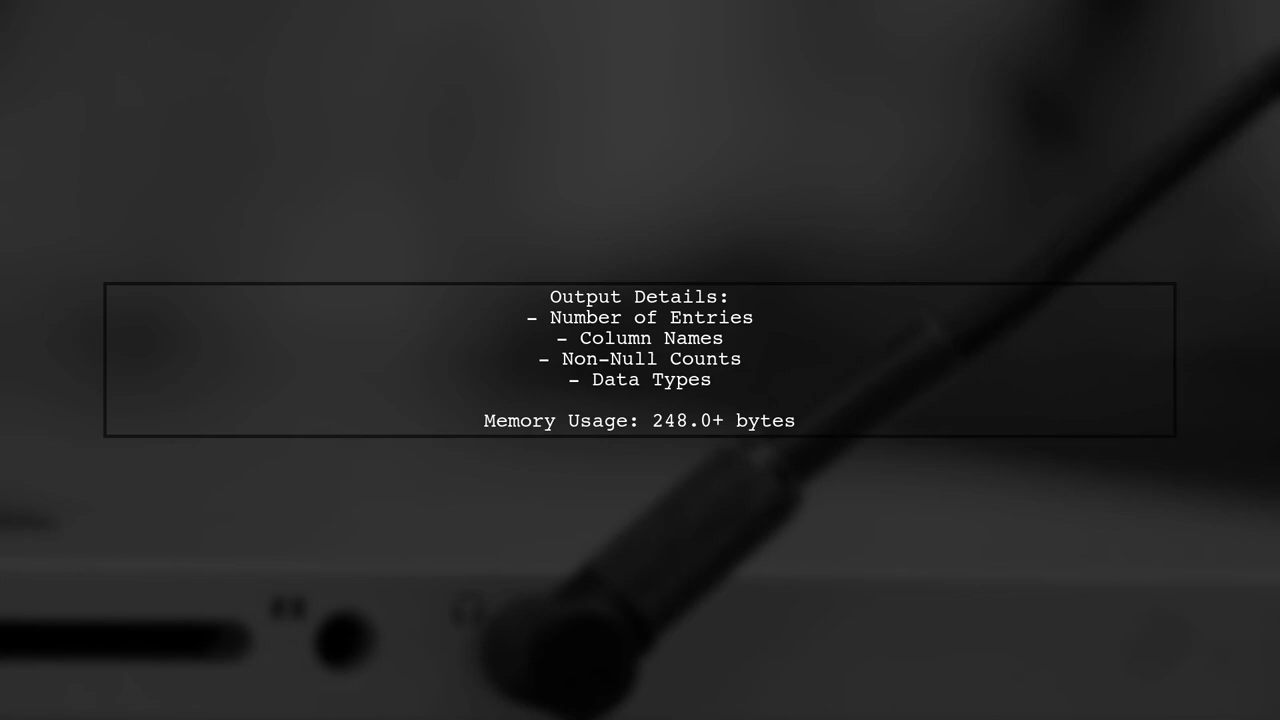 Output Details:
- Number of Entries
- Column Names
- Non-Null Counts
- Data Types
Memory Usage: 248.0+ bytes